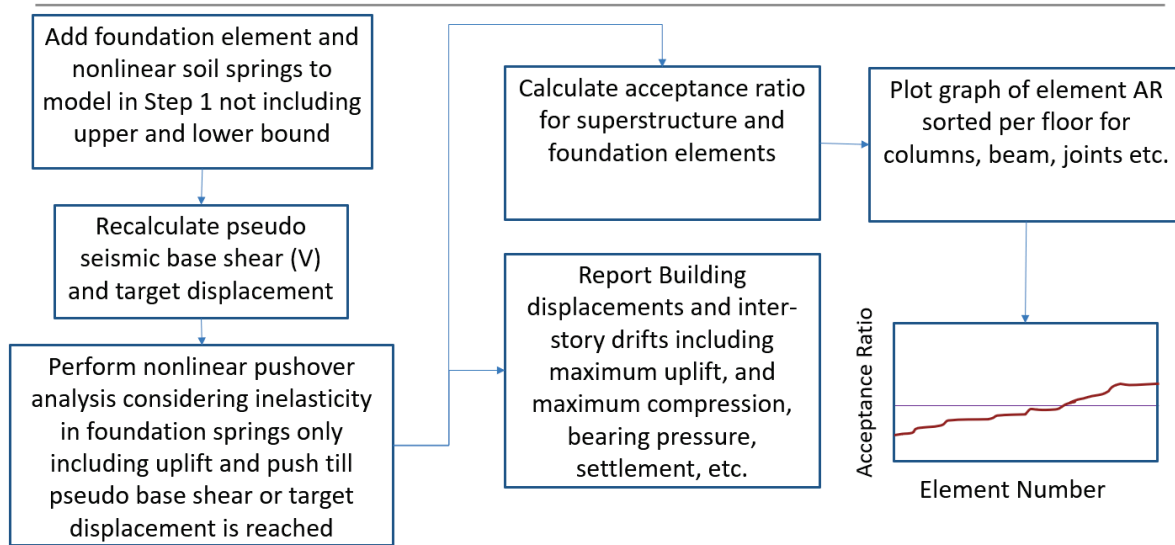 Add foundation element and
nonlinear soil springs to
model in Step 1 not including
upper and lower bound
Recalculate pseudo
seismic base shear (V)
and target displacement
Perform nonlinear pushover
analysis considering inelasticity
in foundation springs only
including uplift and push till
pseudo base shear or target
displacement is reached
Calculate acceptance ratio
for superstructure and
foundation elements
Report Building
displacements and inter-
story drifts including
maximum uplift, and
maximum compression,
bearing pressure,
settlement, etc.
Plot graph of element AR
sorted per floor for
columns, beam, joints etc.
Acceptance Ratio
Element Number